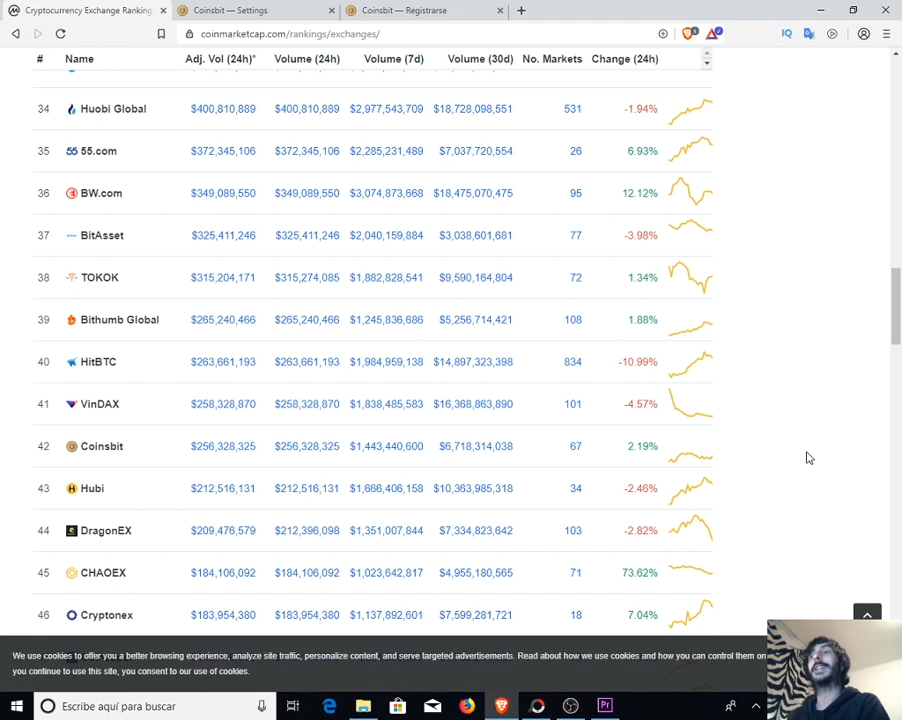 Cryptocurrency Exchange Ranking
Coinsbit — Settings
Coinsbit — Registrarse
coinmarketcap.com/rankings/exchanges/
IQ
# Name Adj. Vol (24h)* Volume (24h) Volume (7d) Volume (30d) No. Markets Change (24h)
34 Huobi Global $400,810,889 $400,810,889 $2,977,543,709 $18,728,098,551 531 -1.94%
35 55 55.com $372,345,106 $372,345,106 $2,285,231,489 $7,037,720,554 26 6.93%
36 BW.com $349,089,550 $349,089,550 $3,074,873,668 $18,475,070,475 95 12.12%
37 BitAsset $325,411,246 $325,411,246 $2,040,159,884 $3,038,601,681 77 -3.98%
38 TOKOK $315,204,171 $315,274,085 $1,882,828,541 $9,590,164,804 72 1.34%
39 Bithumb Global $265,240,466 $265,240,466 $1,245,836,686 $5,256,714,421 108 1.88%
40 HitBTC $263,661,193 $263,661,193 $1,984,959,138 $14,897,323,398 834 -10.99%
41 VinDAX $258,328,870 $258,328,870 $1,838,485,583 $16,368,863,890 101 -4.57%
42 Coinsbit $256,328,325 $256,328,325 $1,443,440,600 $6,718,314,038 67 2.19%
43 Hubi $212,516,131 $212,516,131 $1,666,406,158 $10,363,985,318 34 -2.46%
44 DragonEX $209,476,579 $212,396,098 $1,351,007,844 $7,334,823,642 103 -2.82%
45 CHAOEX $184,106,092 $184,106,092 $1,023,642,817 $4,955,180,565 71 73.62%
46 Cryptonex $183,954,380 $183,954,380 $1,137,892,601 $7,599,281,721 18 7.04%
We use cookies to offer you a better browsing experience, analyze site traffic, personalize content, and serve targeted advertisements. Read about how we use cookies and how you can control them on
you continue to use this site, you consent to our use of cookies.
Escribe aquí para buscar
Pr